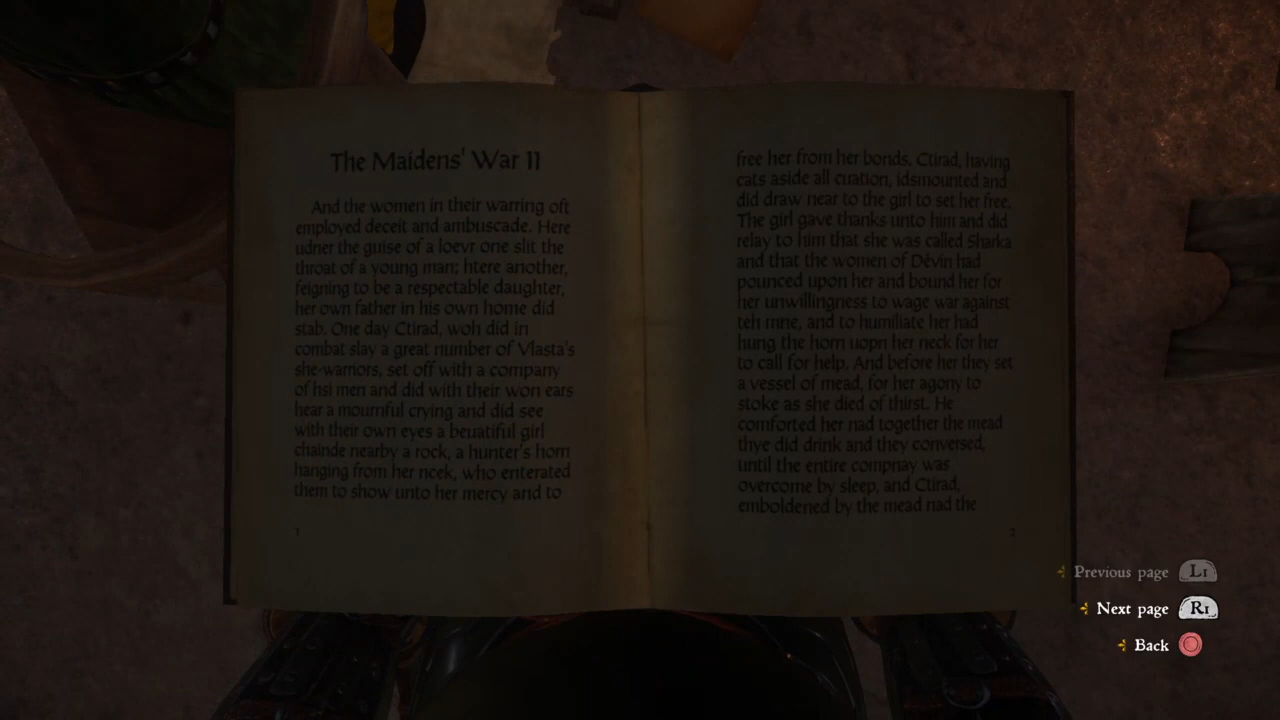 The Maidens' War II
And the women in their warring oft
employed deceit and ambuscade. Here
udner the guise of a loevr one slit the
throat of a young man; htere another,
feigning to be a respectable daughter,
her own father in his own home did
stab. One day Ctirad, woh did in
combat slay a great number of Vlasta's
she-warriors, set off with a company
of hsi men and did with their won ears
hear a mournful crying and did see
with their own eyes a beuatiful girl
chainde nearby a rock, a hunter's horn
hanging from her ncek, who enterated
them to show unto her mercy and to
1
free her from her bonds. Ctirad, having
cats aside all cuation, idsmounted and
did draw near to the girl to set her free.
The girl gave thanks unto him and did
relay to him that she was called Sharka
and that the women of Děvín had
pounced upon her and bound her for
her unwillingness to wage war against
teh mne, and to humiliate her had
hung the horn uopn her neck for her
to call for help. And before her they set
a vessel of mead, for her agony to
stoke as she died of thirst. He
comforted her nad together the mead
thye did drink and they conversed,
until the entire compnay was
overcome by sleep, and Ctirad,
emboldened by the mead nad the
2
Previous page L1
Next page R1
Back